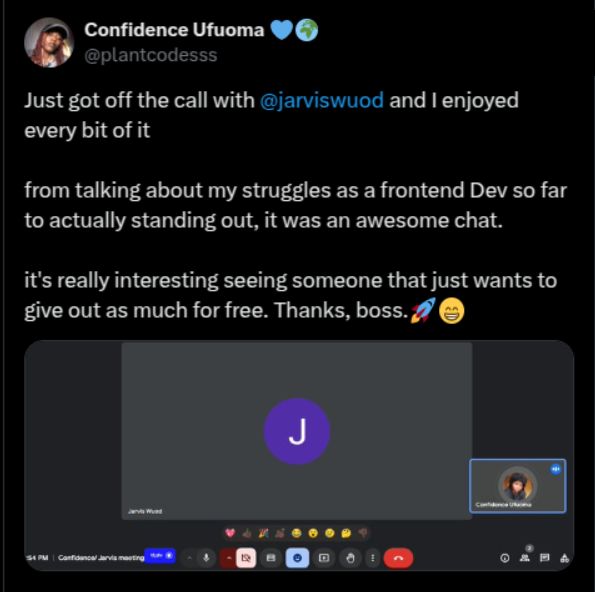 Confidence Ufuoma 💙🌍
@plantcodesss
Just got off the call with @jarviswuod and I enjoyed
every bit of it
from talking about my struggles as a frontend Dev so far
to actually standing out, it was an awesome chat.
it's really interesting seeing someone that just wants to
give out as much for free. Thanks, boss.🚀😁
J
Jarvis Wuod
Confidence Ufuoma
:54 PM | Confidence/ Jarvis meeting
2